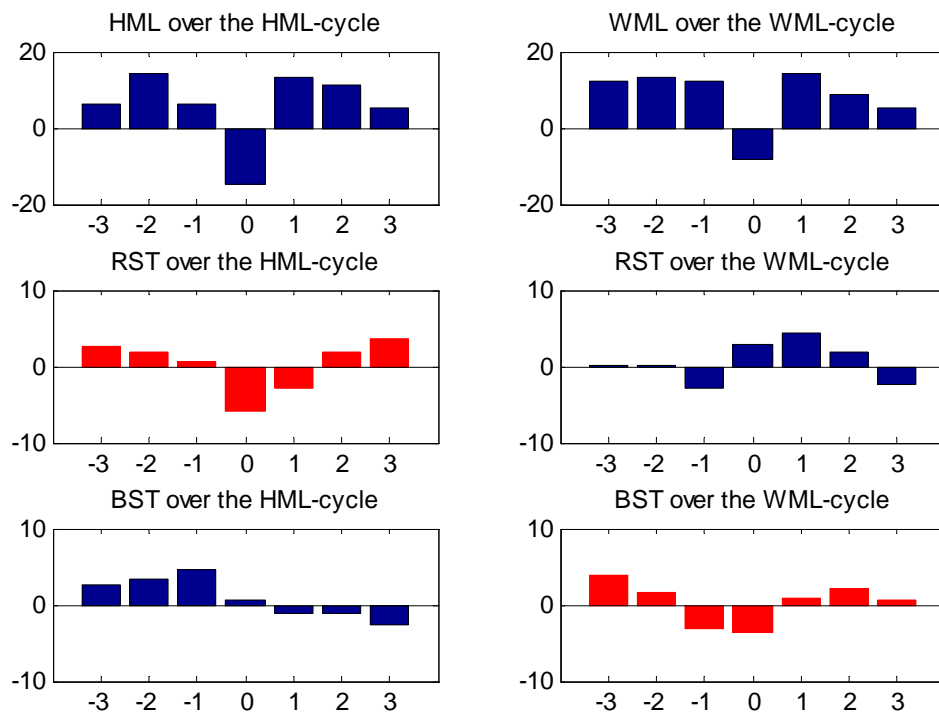 HML over the HML-cycle
20
0
-20
-3 -2 -1 0 1 2 3
WML over the WML-cycle
20
0
-20
-3 -2 -1 0 1 2 3
RST over the HML-cycle
10
0
-10
-3 -2 -1 0 1 2 3
RST over the WML-cycle
10
0
-10
-3 -2 -1 0 1 2 3
BST over the HML-cycle
10
0
-10
-3 -2 -1 0 1 2 3
BST over the WML-cycle
10
0
-10
-3 -2 -1 0 1 2 3